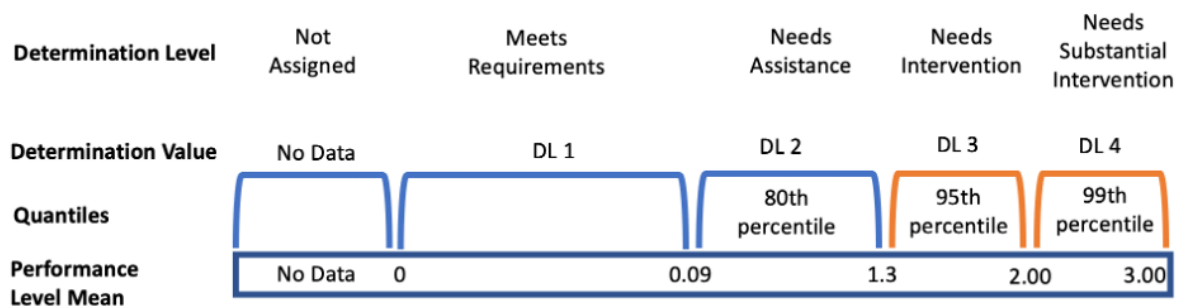 Determination Level
Not
Assigned
Meets
Requirements
Needs
Assistance
Needs
Intervention
Needs
Substantial
Intervention
Determination Value
No Data
DL 1
DL 2
DL 3
DL 4
Quantiles
80th
percentile
95th
percentile
99th
percentile
Performance
Level Mean
No Data
0
0.09
1.3
2.00
3.00